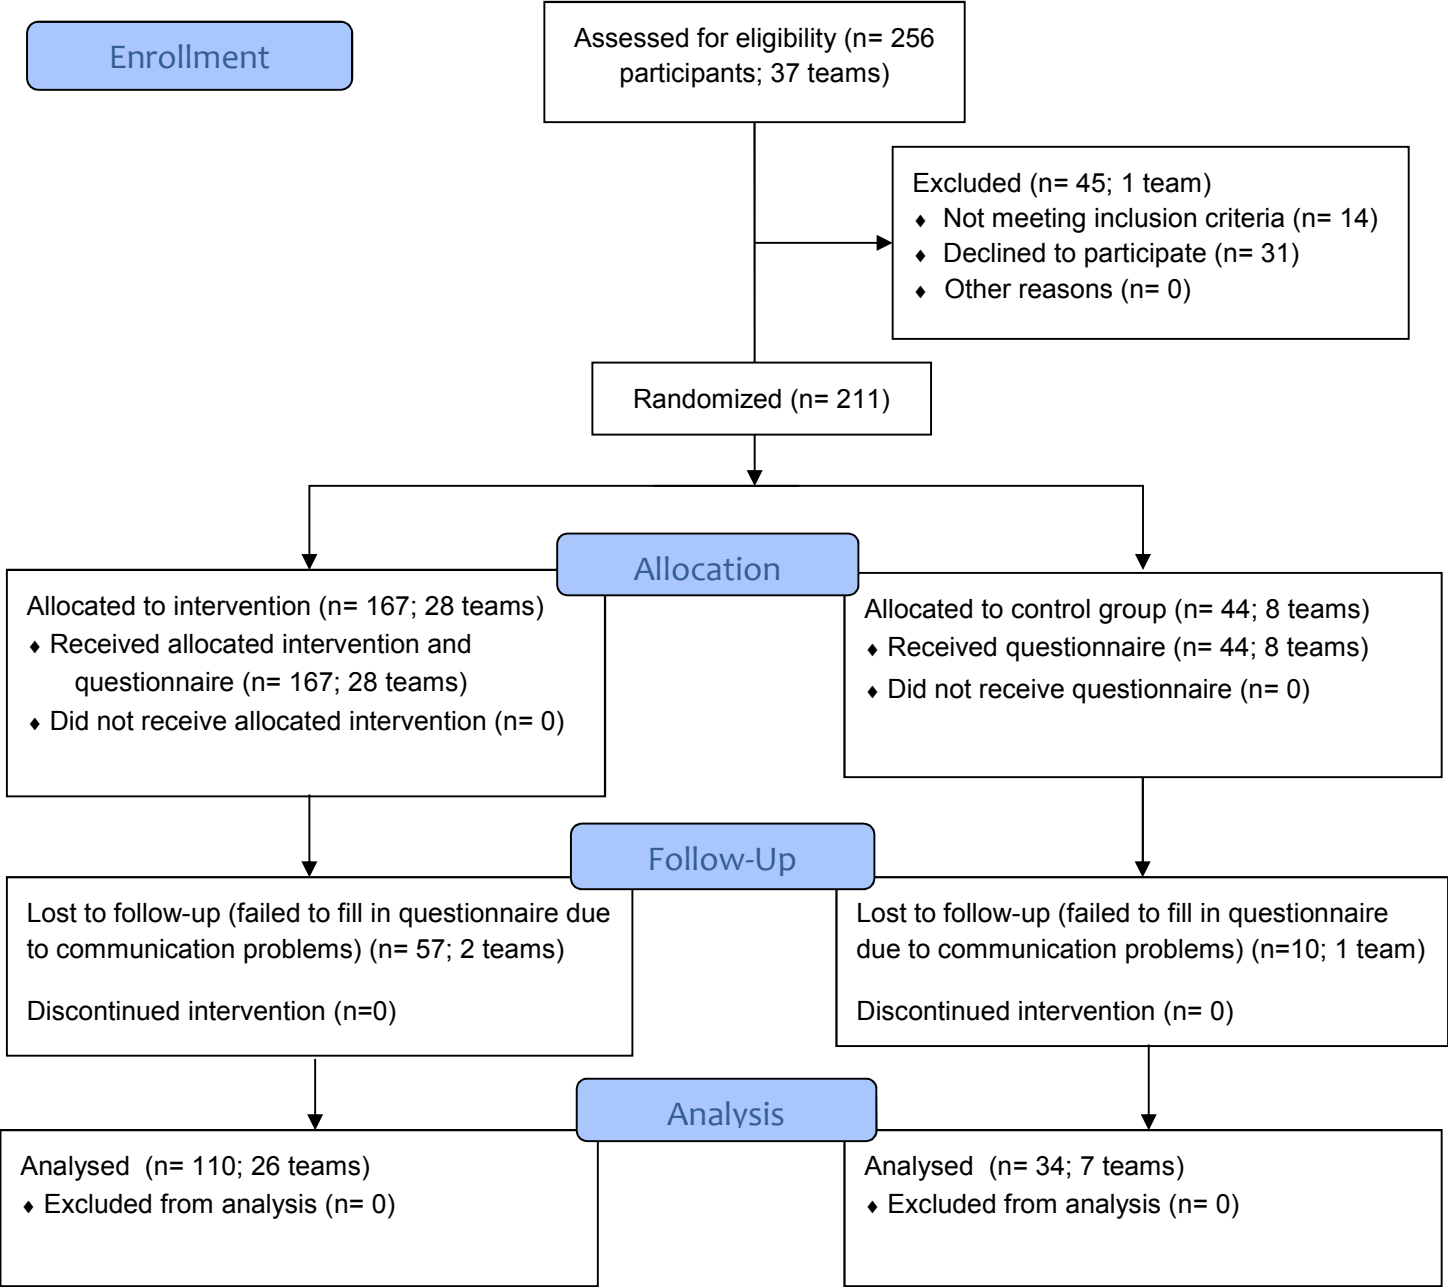 Enrollment
Assessed for eligibility (n= 256
participants; 37 teams)
Excluded (n= 45; 1 team)
♦ Not meeting inclusion criteria (n= 14)
♦ Declined to participate (n= 31)
♦ Other reasons (n= 0)
Randomized (n= 211)
Allocation
Allocated to intervention (n= 167; 28 teams)
♦ Received allocated intervention and
questionnaire (n= 167; 28 teams)
♦ Did not receive allocated intervention (n= 0)
Allocated to control group (n= 44; 8 teams)
♦ Received questionnaire (n= 44; 8 teams)
♦ Did not receive questionnaire (n= 0)
Follow-Up
Lost to follow-up (failed to fill in questionnaire due
to communication problems) (n= 57; 2 teams)
Discontinued intervention (n=0)
Lost to follow-up (failed to fill in questionnaire
due to communication problems) (n=10; 1 team)
Discontinued intervention (n= 0)
Analysis
Analysed (n= 110; 26 teams)
♦ Excluded from analysis (n= 0)
Analysed (n= 34; 7 teams)
♦ Excluded from analysis (n= 0)